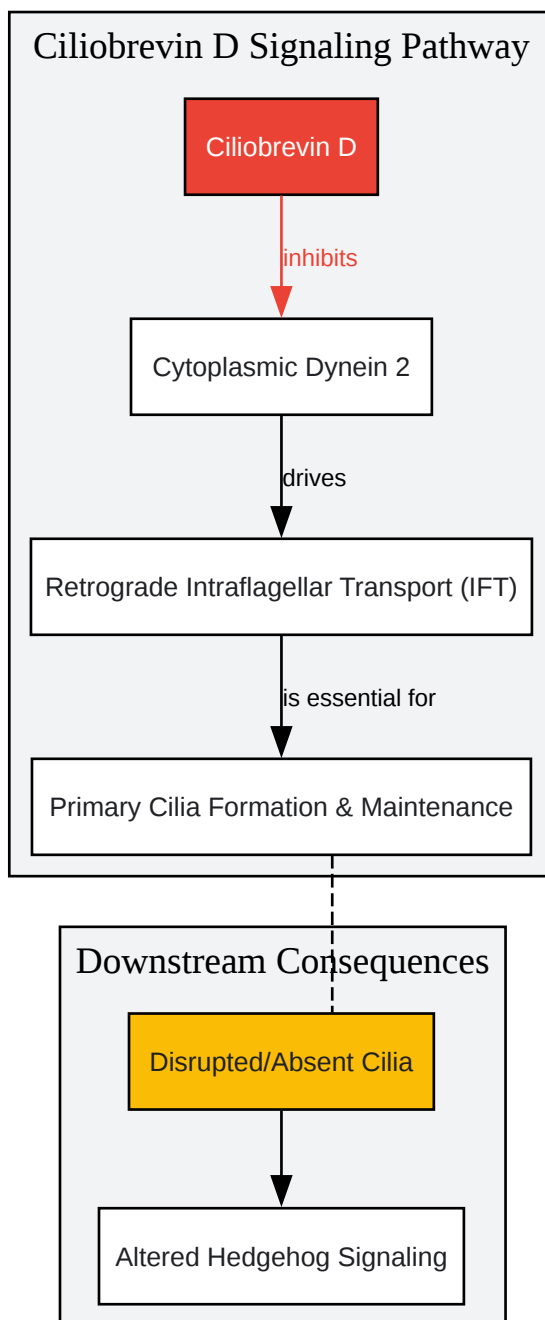 Ciliobrevin D Signaling Pathway
Ciliobrevin D
inhibits
Cytoplasmic Dynein 2
drives
Retrograde Intraflagellar Transport (IFT)
is essential for
Primary Cilia Formation & Maintenance
Downstream Consequences
Disrupted/Absent Cilia
Altered Hedgehog Signaling